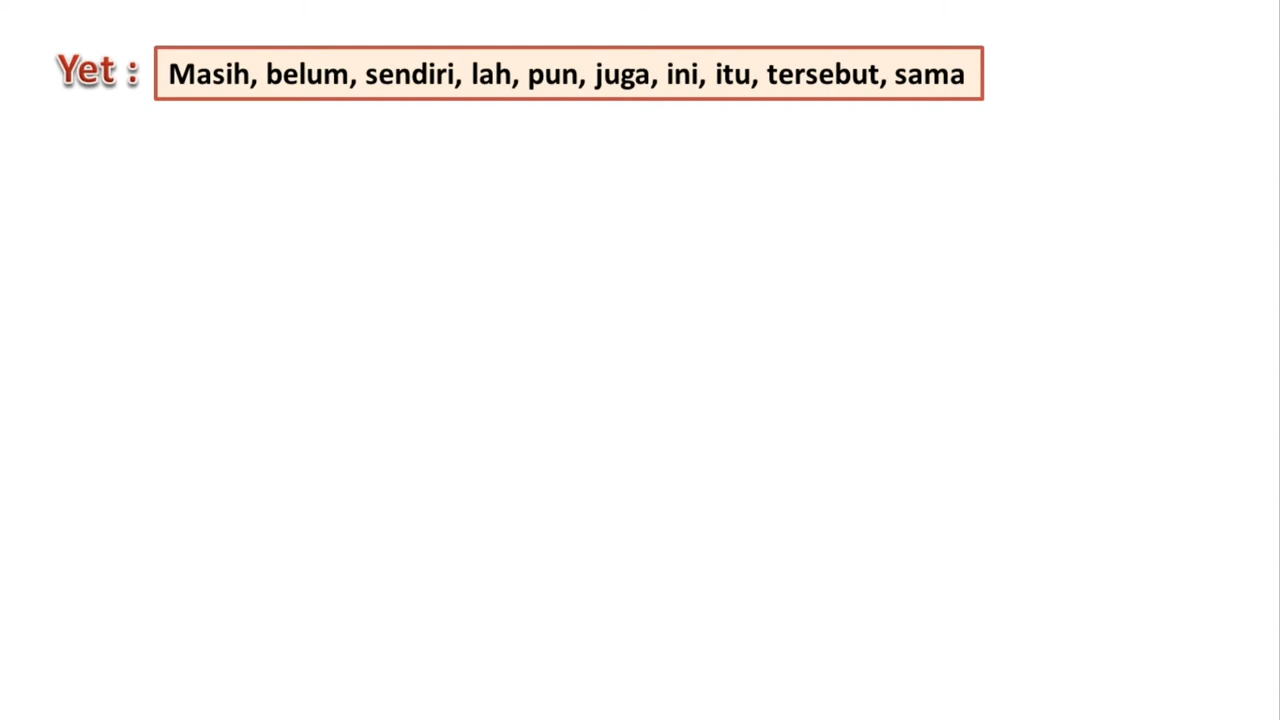 Yet : Masih, belum, sendiri, lah, pun, juga, ini, itu, tersebut, sama